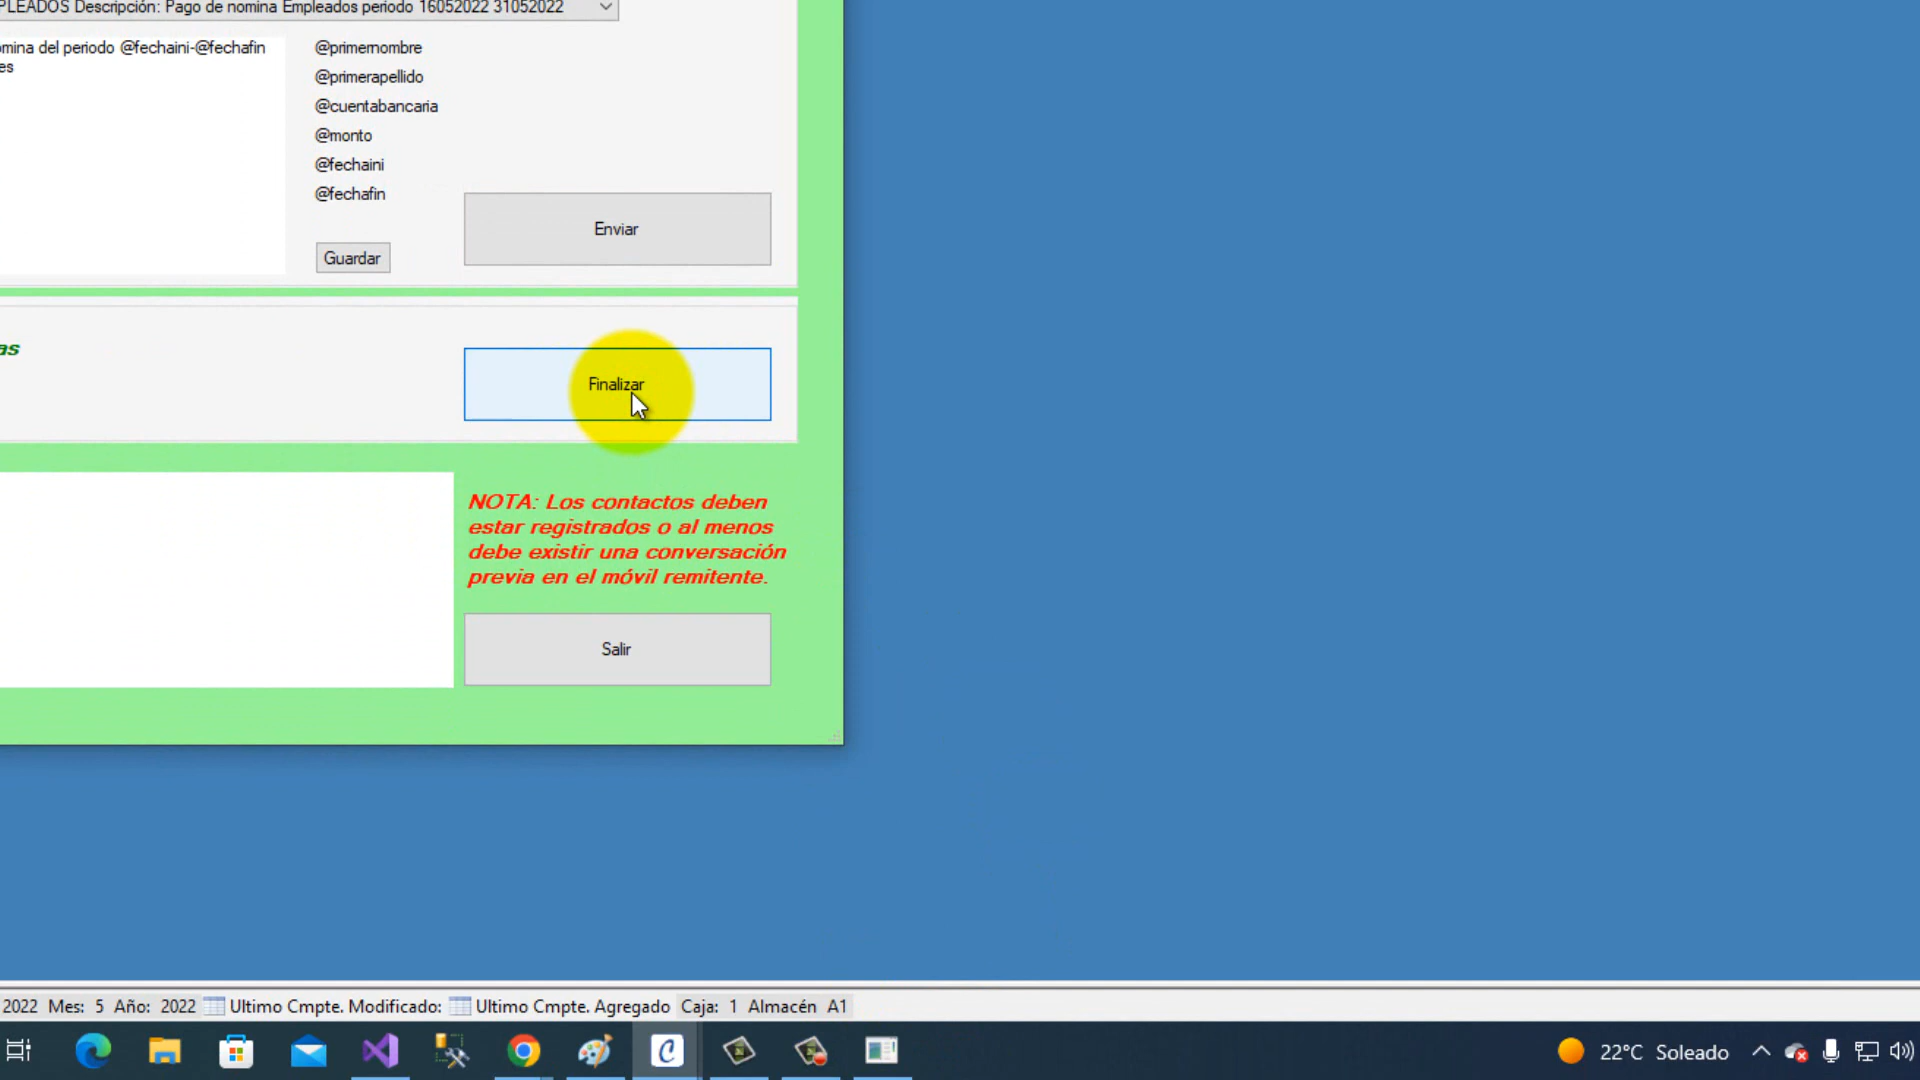 PLEADOS Descripción: Pago de nomina Empleados periodo 16052022 31052022
omina del periodo @fechaini-@fechafin
es
@primernombre
@primerapellido
@cuentabancaria
@monto
@fechaini
@fechafin
Enviar
Guardar
as
Finalizar
NOTA: Los contactos deben
estar registrados o al menos
debe existir una conversación
previa en el móvil remitente.
Salir
2022 Mes: 5 Año: 2022 Ultimo Cmpte. Modificado: Ultimo Cmpte. Agregado Caja: 1 Almacén A1
22°C Soleado